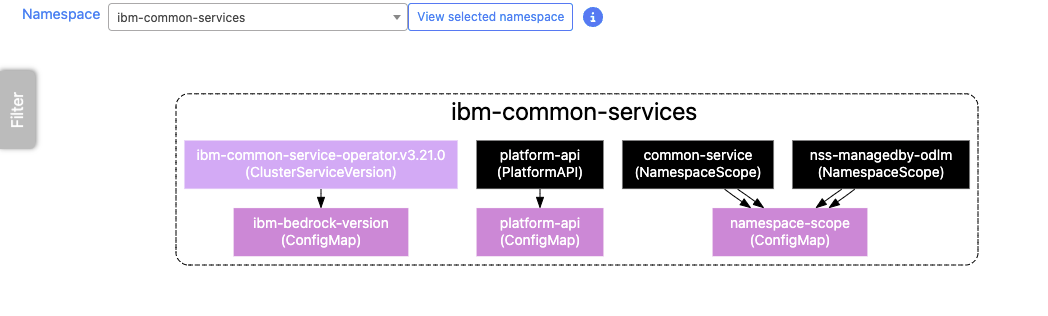 Namespace ibm-common-services View selected namespace i
Filter
ibm-common-services
ibm-common-service-operator.v3.21.0
(ClusterServiceVersion)
platform-api
(PlatformAPI)
common-service
(NamespaceScope)
nss-managedby-odlm
(NamespaceScope)
ibm-bedrock-version
(ConfigMap)
platform-api
(ConfigMap)
namespace-scope
(ConfigMap)